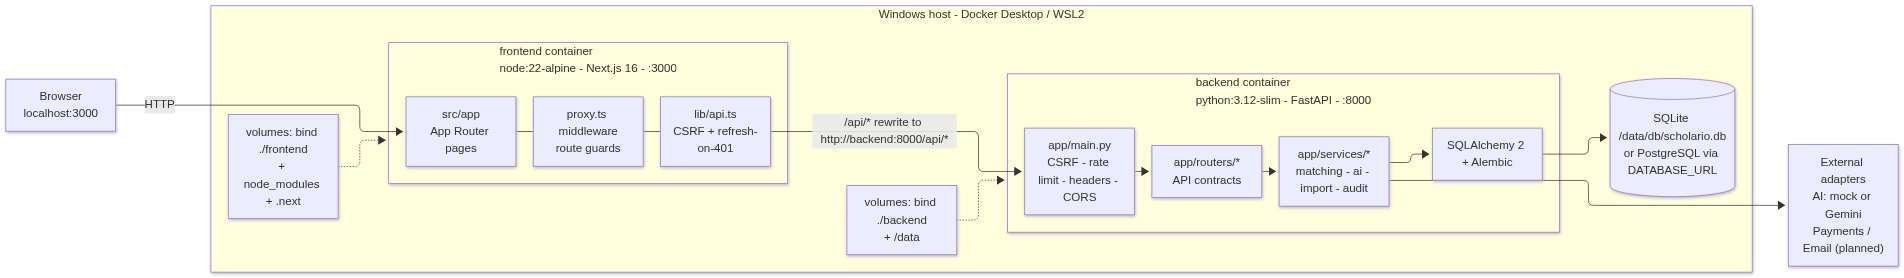 Windows host - Docker Desktop / WSL2
Browser
localhost:3000
HTTP
volumes: bind
./frontend
+
node_modules
+ .next
frontend container
node:22-alpine - Next.js 16 - :3000
src/app
App Router
pages
proxy.ts
middleware
route guards
lib/api.ts
CSRF + refresh-
on-401
/api/* rewrite to
http://backend:8000/api/*
volumes: bind
./backend
+ /data
backend container
python:3.12-slim - FastAPI - :8000
app/main.py
CSRF - rate
limit - headers -
CORS
app/routers/*
API contracts
app/services/*
matching - ai -
import - audit
SQLAlchemy 2
+ Alembic
SQLite
/data/db/scholario.db
or PostgreSQL via
DATABASE_URL
External
adapters
AI: mock or
Gemini
Payments /
Email (planned)